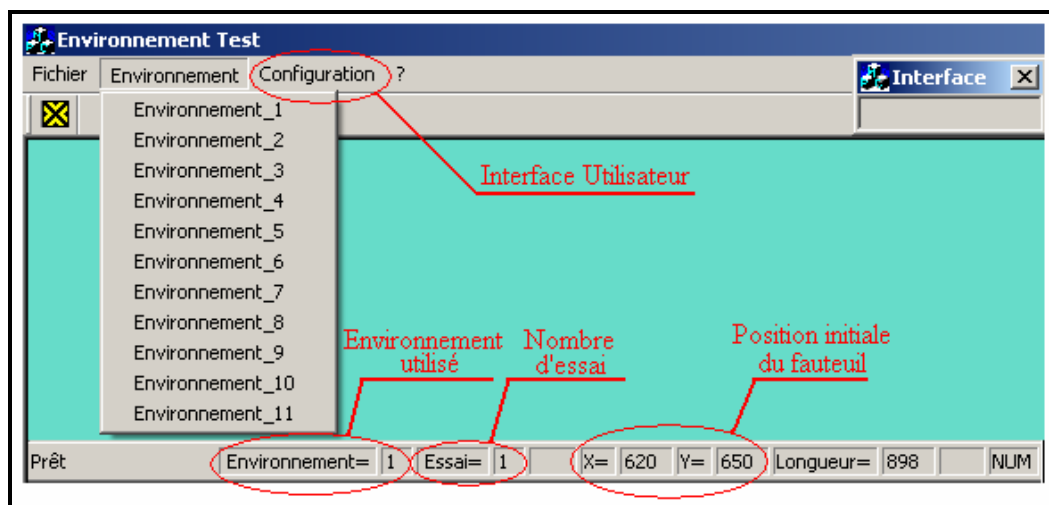 Environnement Test
Fichier Environnement Configuration ?
Interface
Environnement_1
Environnement_2
Environnement_3
Environnement_4
Environnement_5
Environnement_6
Environnement_7
Environnement_8
Environnement_9
Environnement_10
Environnement_11
Interface Utilisateur
Environnement
utilisé
Nombre
d'essai
Position initiale
du fauteuil
Prêt Environnement= 1 Essai= 1 X= 620 Y= 650 Longueur= 898 NUM